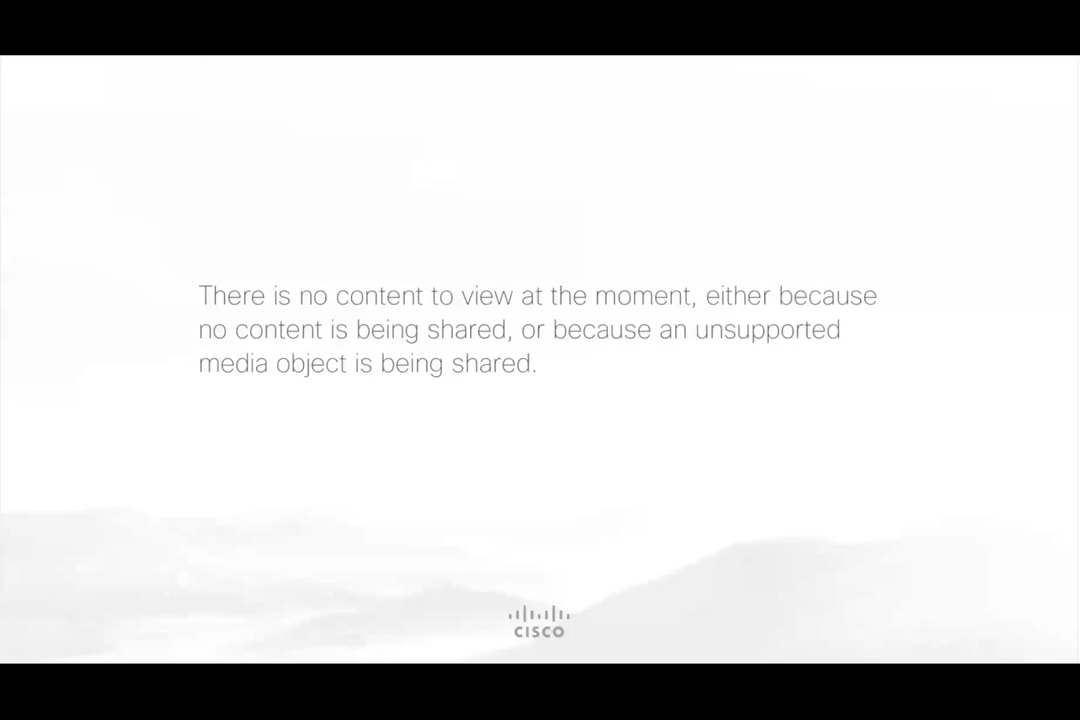 There is no content to view at the moment, either because
no content is being shared, or because an unsupported
media object is being shared.
CISCO